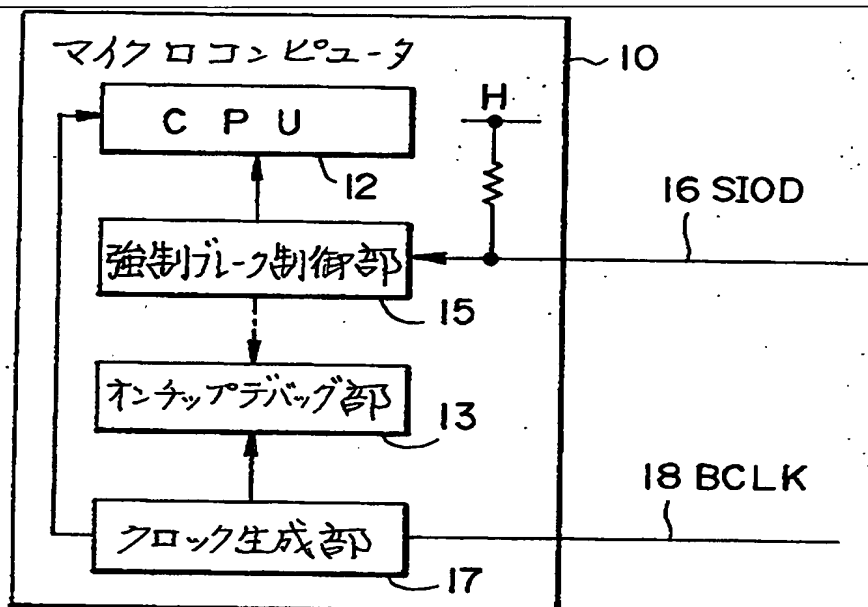 マイクロコンピュータ
10
CPU
H
12
16 SIOD
強制ブレーク制御部
15
オンチップデバッグ部
13
18 BCLK
クロック生成部
17